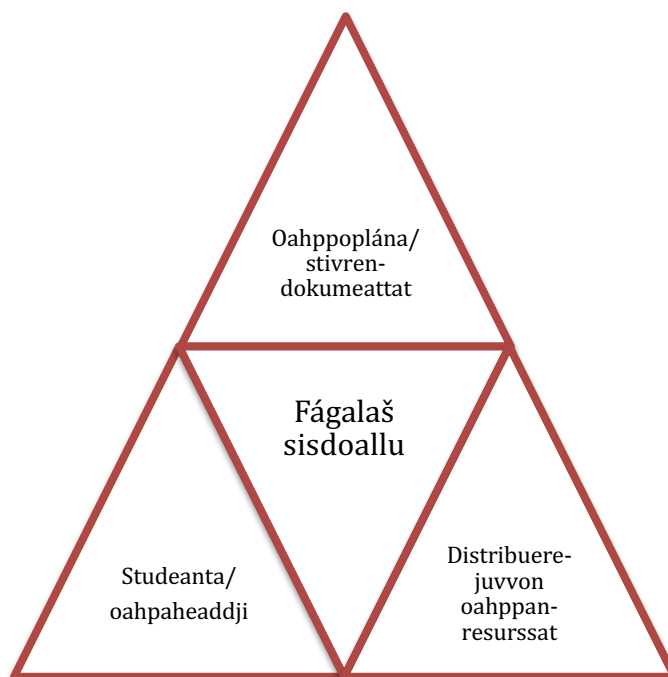 Oahppoplána/
stivren-
dokumeattat
Fágalaš
sisdoallu
Studeanta/
oahpaheaddji
Distribuere-
juvvon
oahppan-
resurssat